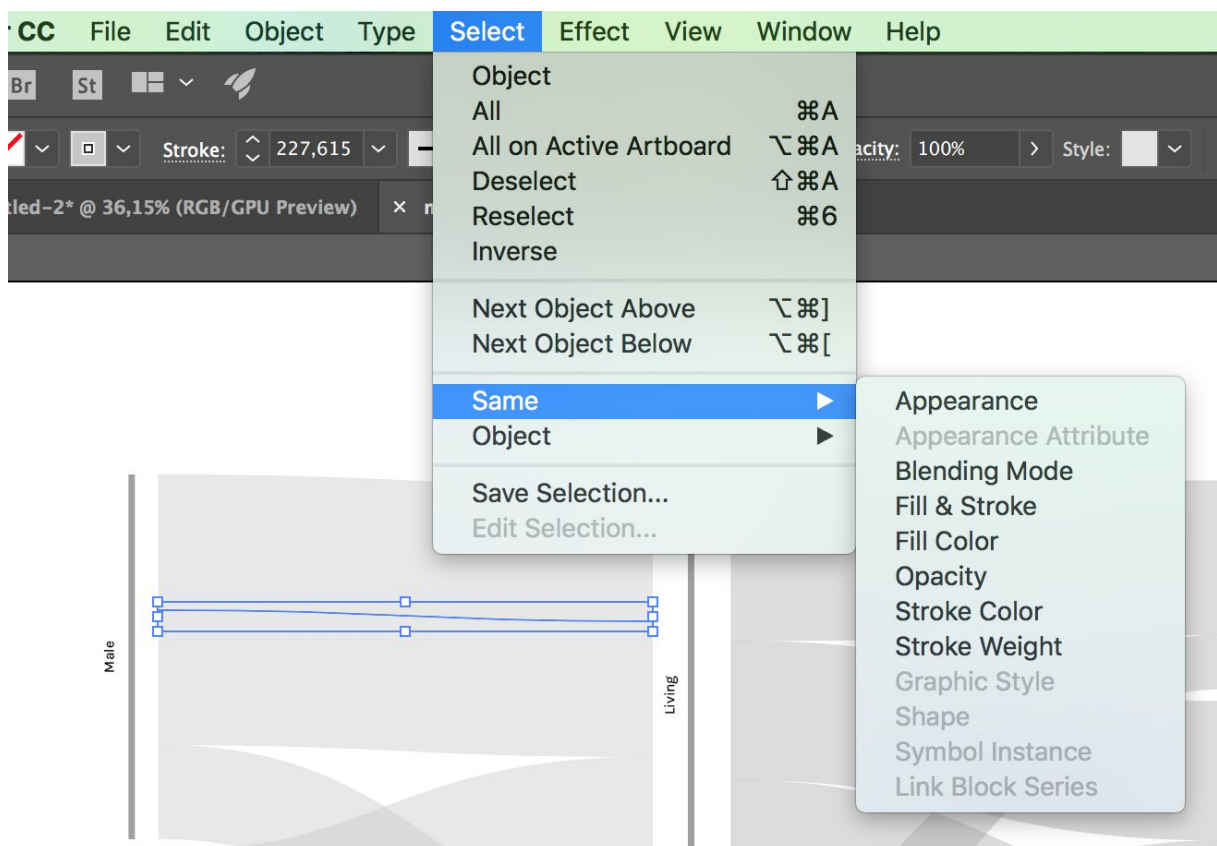 CC File Edit Object Type Select Effect View Window Help
Br St
Stroke: 227,615 acity: 100% Style:
tled-2* @ 36,15% (RGB/GPU Preview) ×
Object
All ⌘A
All on Active Artboard ⌥⌘A
Deselect ⇧⌘A
Reselect ⌘6
Inverse
Next Object Above ⌥⌘]
Next Object Below ⌥⌘[
Same
Object
Save Selection...
Edit Selection...
Appearance
Appearance Attribute
Blending Mode
Fill & Stroke
Fill Color
Opacity
Stroke Color
Stroke Weight
Graphic Style
Shape
Symbol Instance
Link Block Series
Male
Living